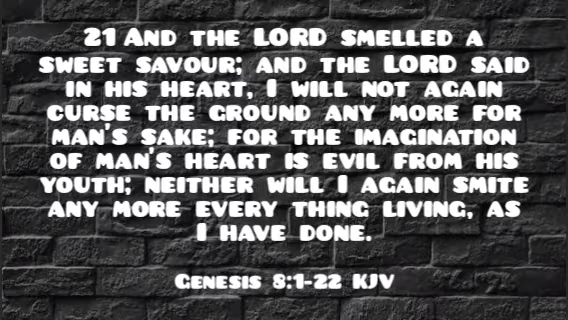 21 And the LORD smelled a
sweet savour; and the LORD said
in his heart, I will not again
curse the ground any more for
man's sake; for the imagination
of man's heart is evil from his
youth; neither will I again smite
any more every thing living, as
I have done.
Genesis 8:1-22 KJV